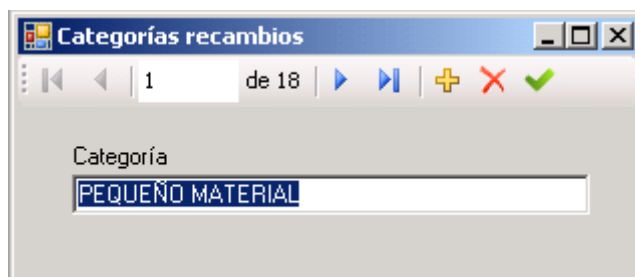 Categorías recambios
1 de 18
Categoría
PEQUEÑO MATERIAL